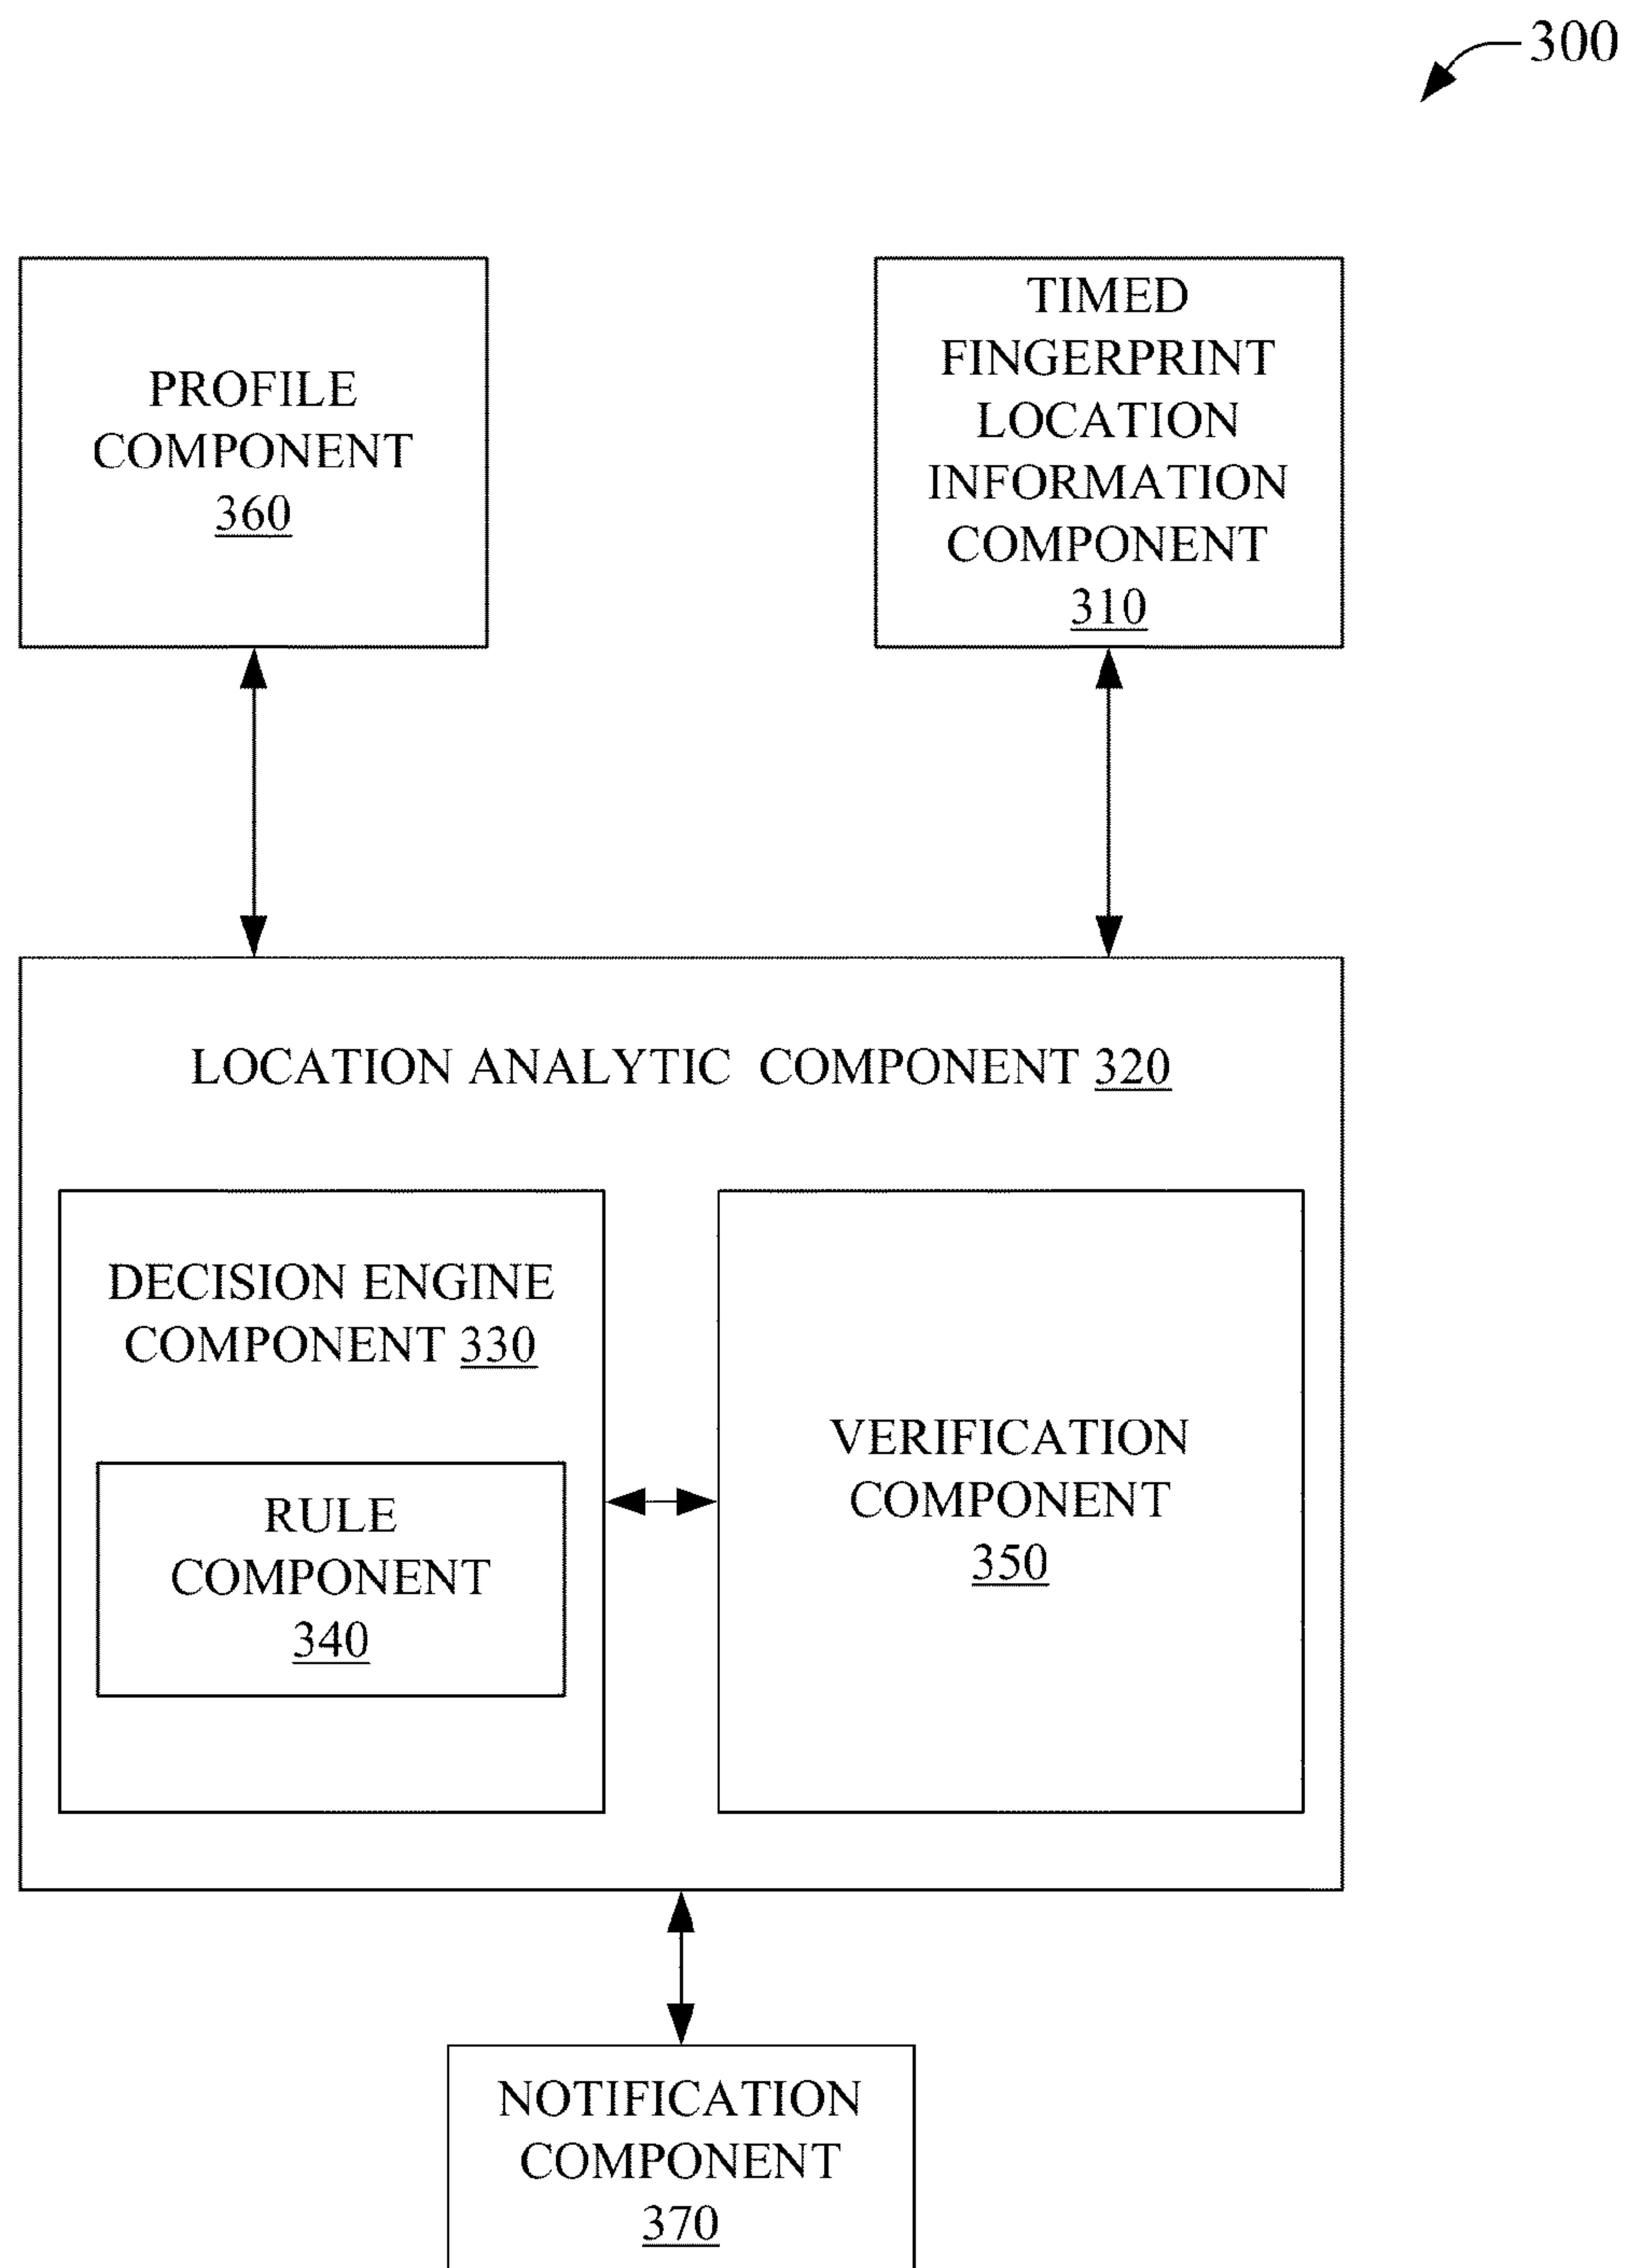 300
PROFILE
COMPONENT
360
TIMED
FINGERPRINT
LOCATION
INFORMATION
COMPONENT
310
LOCATION ANALYTIC COMPONENT 320
DECISION ENGINE
COMPONENT 330
RULE
COMPONENT
340
VERIFICATION
COMPONENT
350
NOTIFICATION
COMPONENT
370